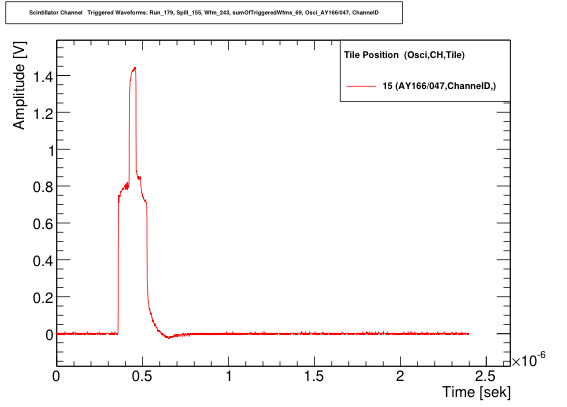 Scintillator Channel Triggered Waveforms: Run_179, Spill_155, Wfm_243, sumOfTriggeredWfms_69, Osci_AY166/047, ChannelID
Amplitude [V]
Tile Position (Osci,CH,Tile)
15 (AY166/047,ChannelID,)
1.4
1.2
1
0.8
0.6
0.4
0.2
0
0 0.5 1 1.5 2 2.5 ×10-6
Time [sek]